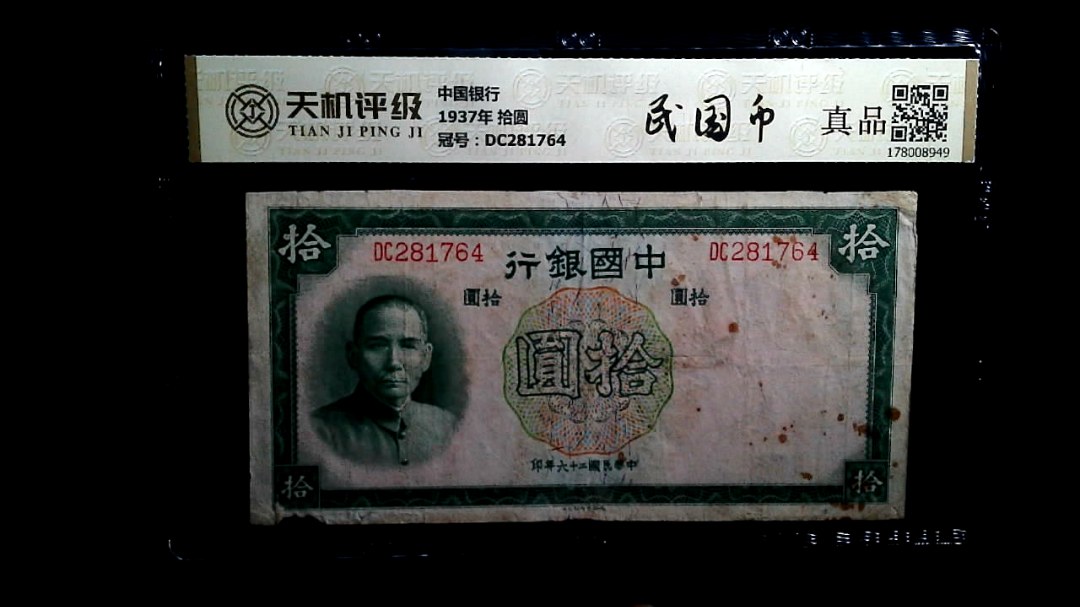 天机评级
TIAN JI PING JI
中国银行
1937年 拾圆
冠号：DC281764
民国币
真品
178008949
拾
DC281764
行銀國中
DC281764
拾
圓拾
圓拾
圓拾
印年六十二國民華中
拾
拾